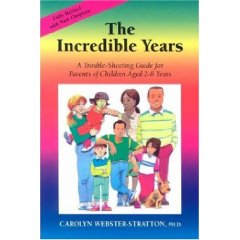 Fully Revised
with New Chapters
The
Incredible Years
A Trouble-Shooting Guide for
Parents of Children Aged 2-8 Years
CAROLYN WEBSTER-STRATTON, PH.D.